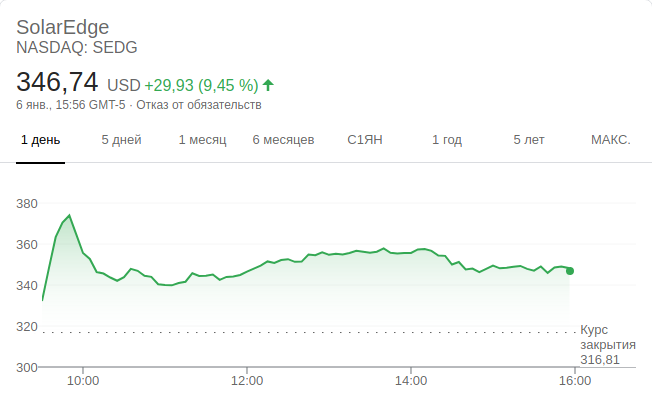 SolarEdge
NASDAQ: SEDG
346,74 USD +29,93 (9,45 %)
6 янв., 15:56 GMT-5 · Отказ от обязательств
1 день 5 дней 1 месяц 6 месяцев С1ЯН 1 год 5 лет МАКС.
380
360
340
320
Курс
закрытия
316,81
300
10:00 12:00 14:00 16:00